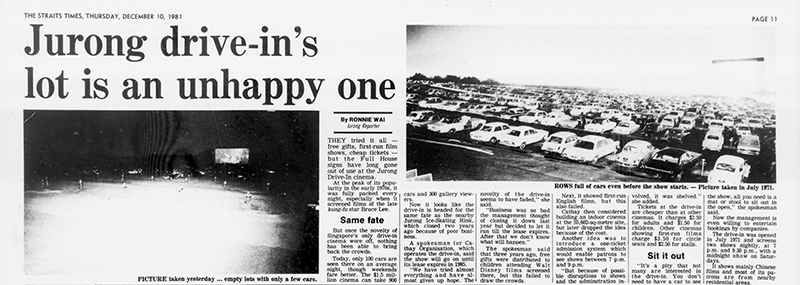 THE STRAITS TIMES, THURSDAY, DECEMBER 10, 1981
PAGE 11
Jurong drive-in's
lot is an unhappy one
By RONNIE WAI
Jurong Reporter
THEY tried it all —
free gifts, first-run film
shows, cheap tickets —
but the Full House
signs have long gone
out of use at the Jurong
Drive-In cinema.
At the peak of its popu-
larity in the early 1970s, it
was fully packed every
night, especially when it
screened films of the late
kung-fu star Bruce Lee.
Same fate
But once the novelty of
Singapore's only drive-in
cinema wore off, nothing
has been able to bring
back the crowds.
Today, only 100 cars are
seen there on an average
night, though weekends
fare better. The $1.5 mil-
lion cinema can take 900
PICTURE taken yesterday ... empty lots with only a few cars.
cars and 300 gallery view-
ers.
Now it looks like the
drive-in is headed for the
same fate as the nearby
Jurong Ice-Skating Rink,
which closed two years
ago because of poor busi-
ness.
A spokesman for Ca-
thay Organisation, which
operates the drive-in, said
the show will go on until
its lease expires in 1985.
"We have tried almost
everything and have al-
most given up hope. The
novelty of the drive-in
seems to have faded," she
said.
"Business was so bad
the management thought
of closing it down last
year but decided to let it
run till the lease expires.
After that we don't know
what will happen."
The spokesman said
that three years ago, free
gifts were distributed to
children attending Walt
Disney films screened
there, but this failed to
draw the crowds.
ROWS full of cars even before the show starts. — Picture taken in July 1971.
Next, it showed first-run
English films, but this
also failed.
Cathay then considered
building an indoor cinema
at the 55,602-sq-metre site
but later dropped the idea
because of the cost.
Another idea was to
introduce a one-ticket
admission system which
would enable patrons to
see shows between 7 p.m.
and 9 p.m.
"But because of possi-
ble disruptions to shows
and the administration in-
volved, it was shelved,"
she added.
Tickets at the drive-in
are cheaper than at other
cinemas. It charges $2.50
for adults and $1.50 for
children. Other cinemas
showing first-run films
charge $3.50 for circle
seats and $2.50 for stalls.
Sit it out
"It's a pity that not
many are interested in
the drive-in. You don't
need to have a car to see
the show, all you need is a
mat or stool to sit out in
the open," the spokesman
said.
Now the management is
even willing to entertain
bookings by companies.
The drive-in was opened
in July 1971 and screens
two shows nightly, at 7
p.m. and 9.30 p.m., with a
midnight show on Satur-
days.
It shows mainly Chinese
films and most of its pa-
trons are from nearby
residential areas.